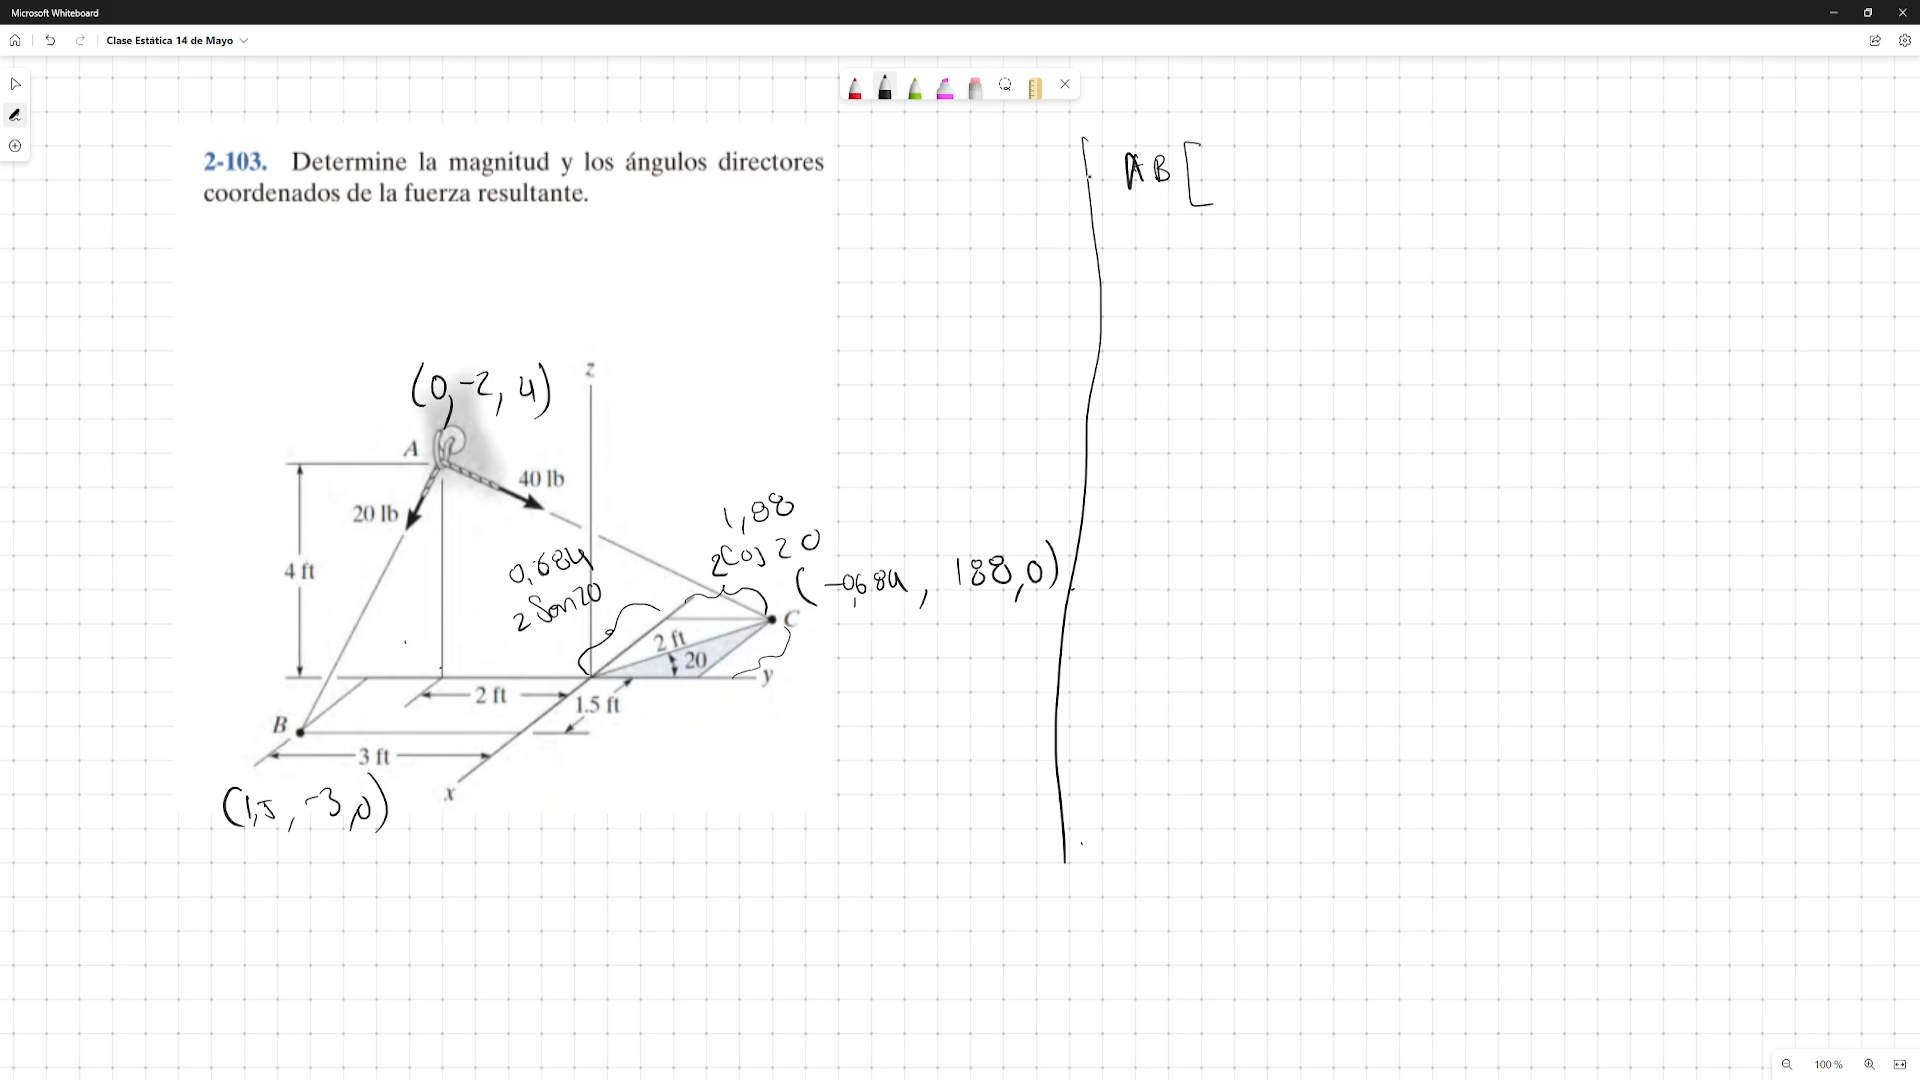 Microsoft Whiteboard
Clase Estática 14 de Mayo
2-103. Determine la magnitud y los ángulos directores
coordenados de la fuerza resultante.
AB [
(0,-2, 4)
z
A
40 lb
20 lb
1,88
2Cos20
4 ft
0,684
2Sen20
(-0,684, 188,0)
C
2 ft
20
y
2 ft
1.5 ft
B
3 ft
x
(1,5, -3,0)
100 %